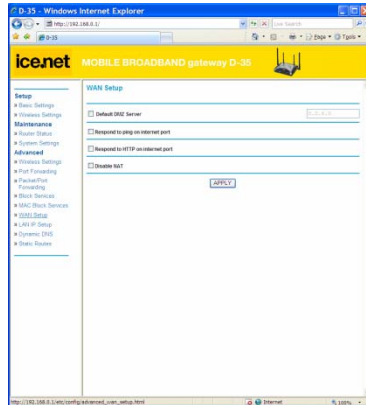 D-35 - Windows Internet Explorer
http://192.168.0.1/
Live Search
D-35
Page
Tools
ice.net
MOBILE BROADBAND gateway D-35
WAN Setup
Setup
Basic Settings
Wireless Settings
Maintenance
Router Status
System Settings
Advanced
Wireless Settings
Port Forwarding
Packet/Port
Forwarding
Block Services
MAC Block Services
WAN Setup
LAN IP Setup
Dynamic DNS
Static Routes
Default DMZ Server
0.0.0.0
Respond to ping on internet port
Respond to HTTP on internet port
Disable NAT
APPLY
http://192.168.0.1/etc/config/advanced_wan_setup.html
Internet
100%